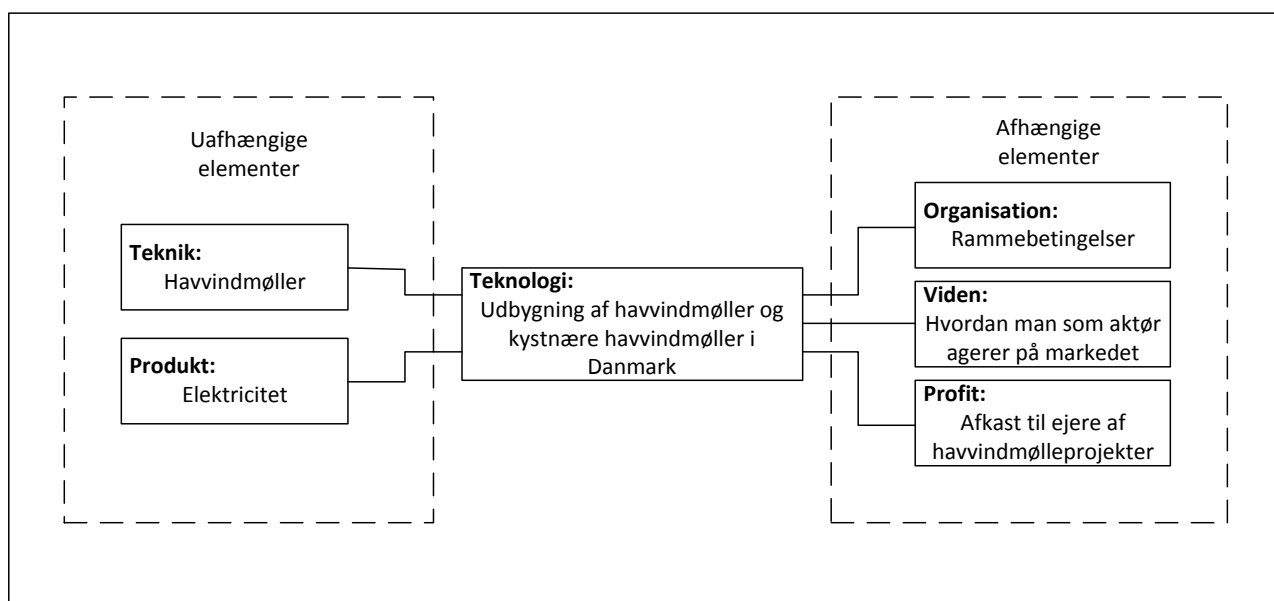 Uafhængige
elementer
Teknik:
Havvindmøller
Produkt:
Elektricitet
Teknologi:
Udbygning af havvindmøller og
kystnære havvindmøller i
Danmark
Afhængige
elementer
Organisation:
Rammebetingelser
Viden:
Hvordan man som aktør
agerer på markedet
Profit:
Afkast til ejere af
havvindmølleprojekter